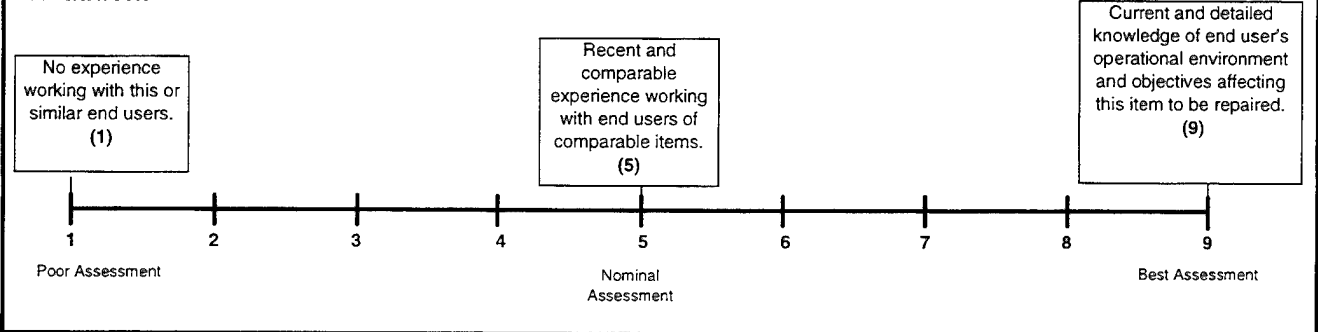 No experience
working with this or
similar end users.
(1)
Recent and
comparable
experience working
with end users of
comparable items.
(5)
Current and detailed
knowledge of end user's
operational environment
and objectives affecting
this item to be repaired.
(9)
1 2 3 4 5 6 7 8 9
Poor Assessment
Nominal
Assessment
Best Assessment